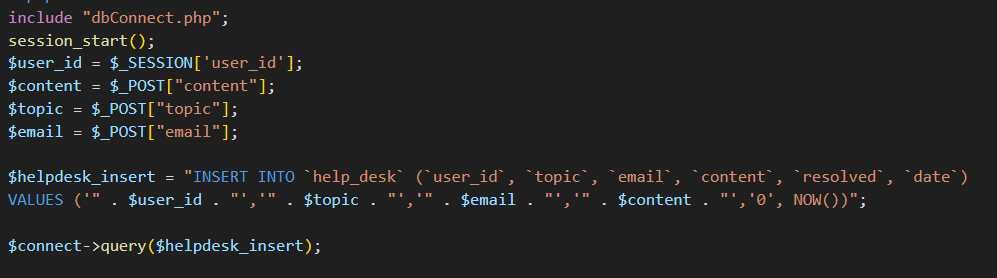 include "dbConnect.php";
session_start();
$user_id = $_SESSION['user_id'];
$content = $_POST["content"];
$topic = $_POST["topic"];
$email = $_POST["email"];
$helpdesk_insert = "INSERT INTO `help_desk` (`user_id`, `topic`, `email`, `content`, `resolved`, `date`)
VALUES ('" . $user_id . "','" . $topic . "','" . $email . "','" . $content . "','0', NOW())";
$connect->query($helpdesk_insert);